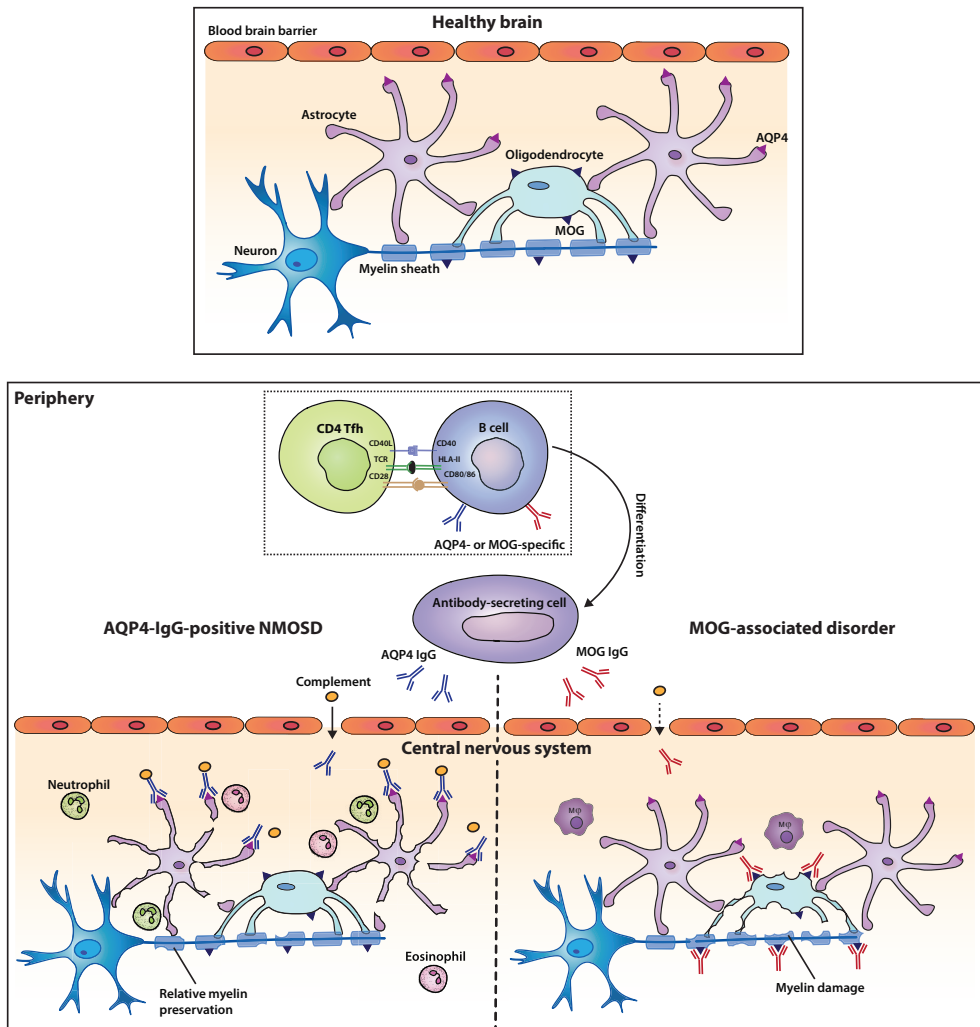 Healthy brain
Blood brain barrier
Astrocyte
AQP4
Oligodendrocyte
MOG
Neuron
Myelin sheath
Periphery
CD4 Tfh
B cell
CD40L
CD40
TCR
HLA-II
CD28
CD80/86
AQP4- or MOG-specific
Differentiation
Antibody-secreting cell
AQP4-IgG-positive NMOSD
MOG-associated disorder
AQP4 IgG
MOG IgG
Complement
Central nervous system
Neutrophil
Mφ
Mφ
Eosinophil
Relative myelin
preservation
Myelin damage